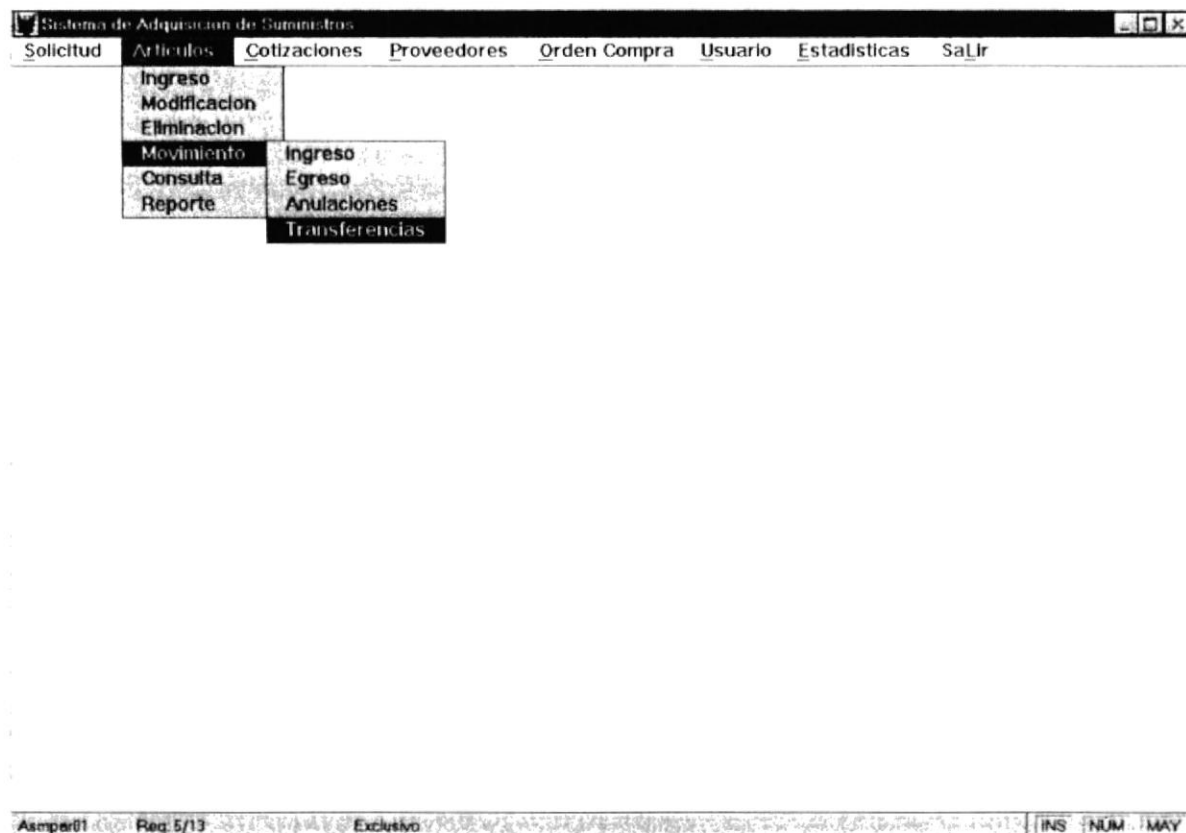 Sistema de Adquisicion de Suministros
Solicitud Articulos Cotizaciones Proveedores Orden Compra Usuario Estadisticas SaLir
Ingreso
Modificacion
Eliminacion
Movimiento Ingreso
Consulta Egreso
Reporte Anulaciones
Transferencias
Asmpar01 Reg: 5/13 Exclusivo INS NUM MAY